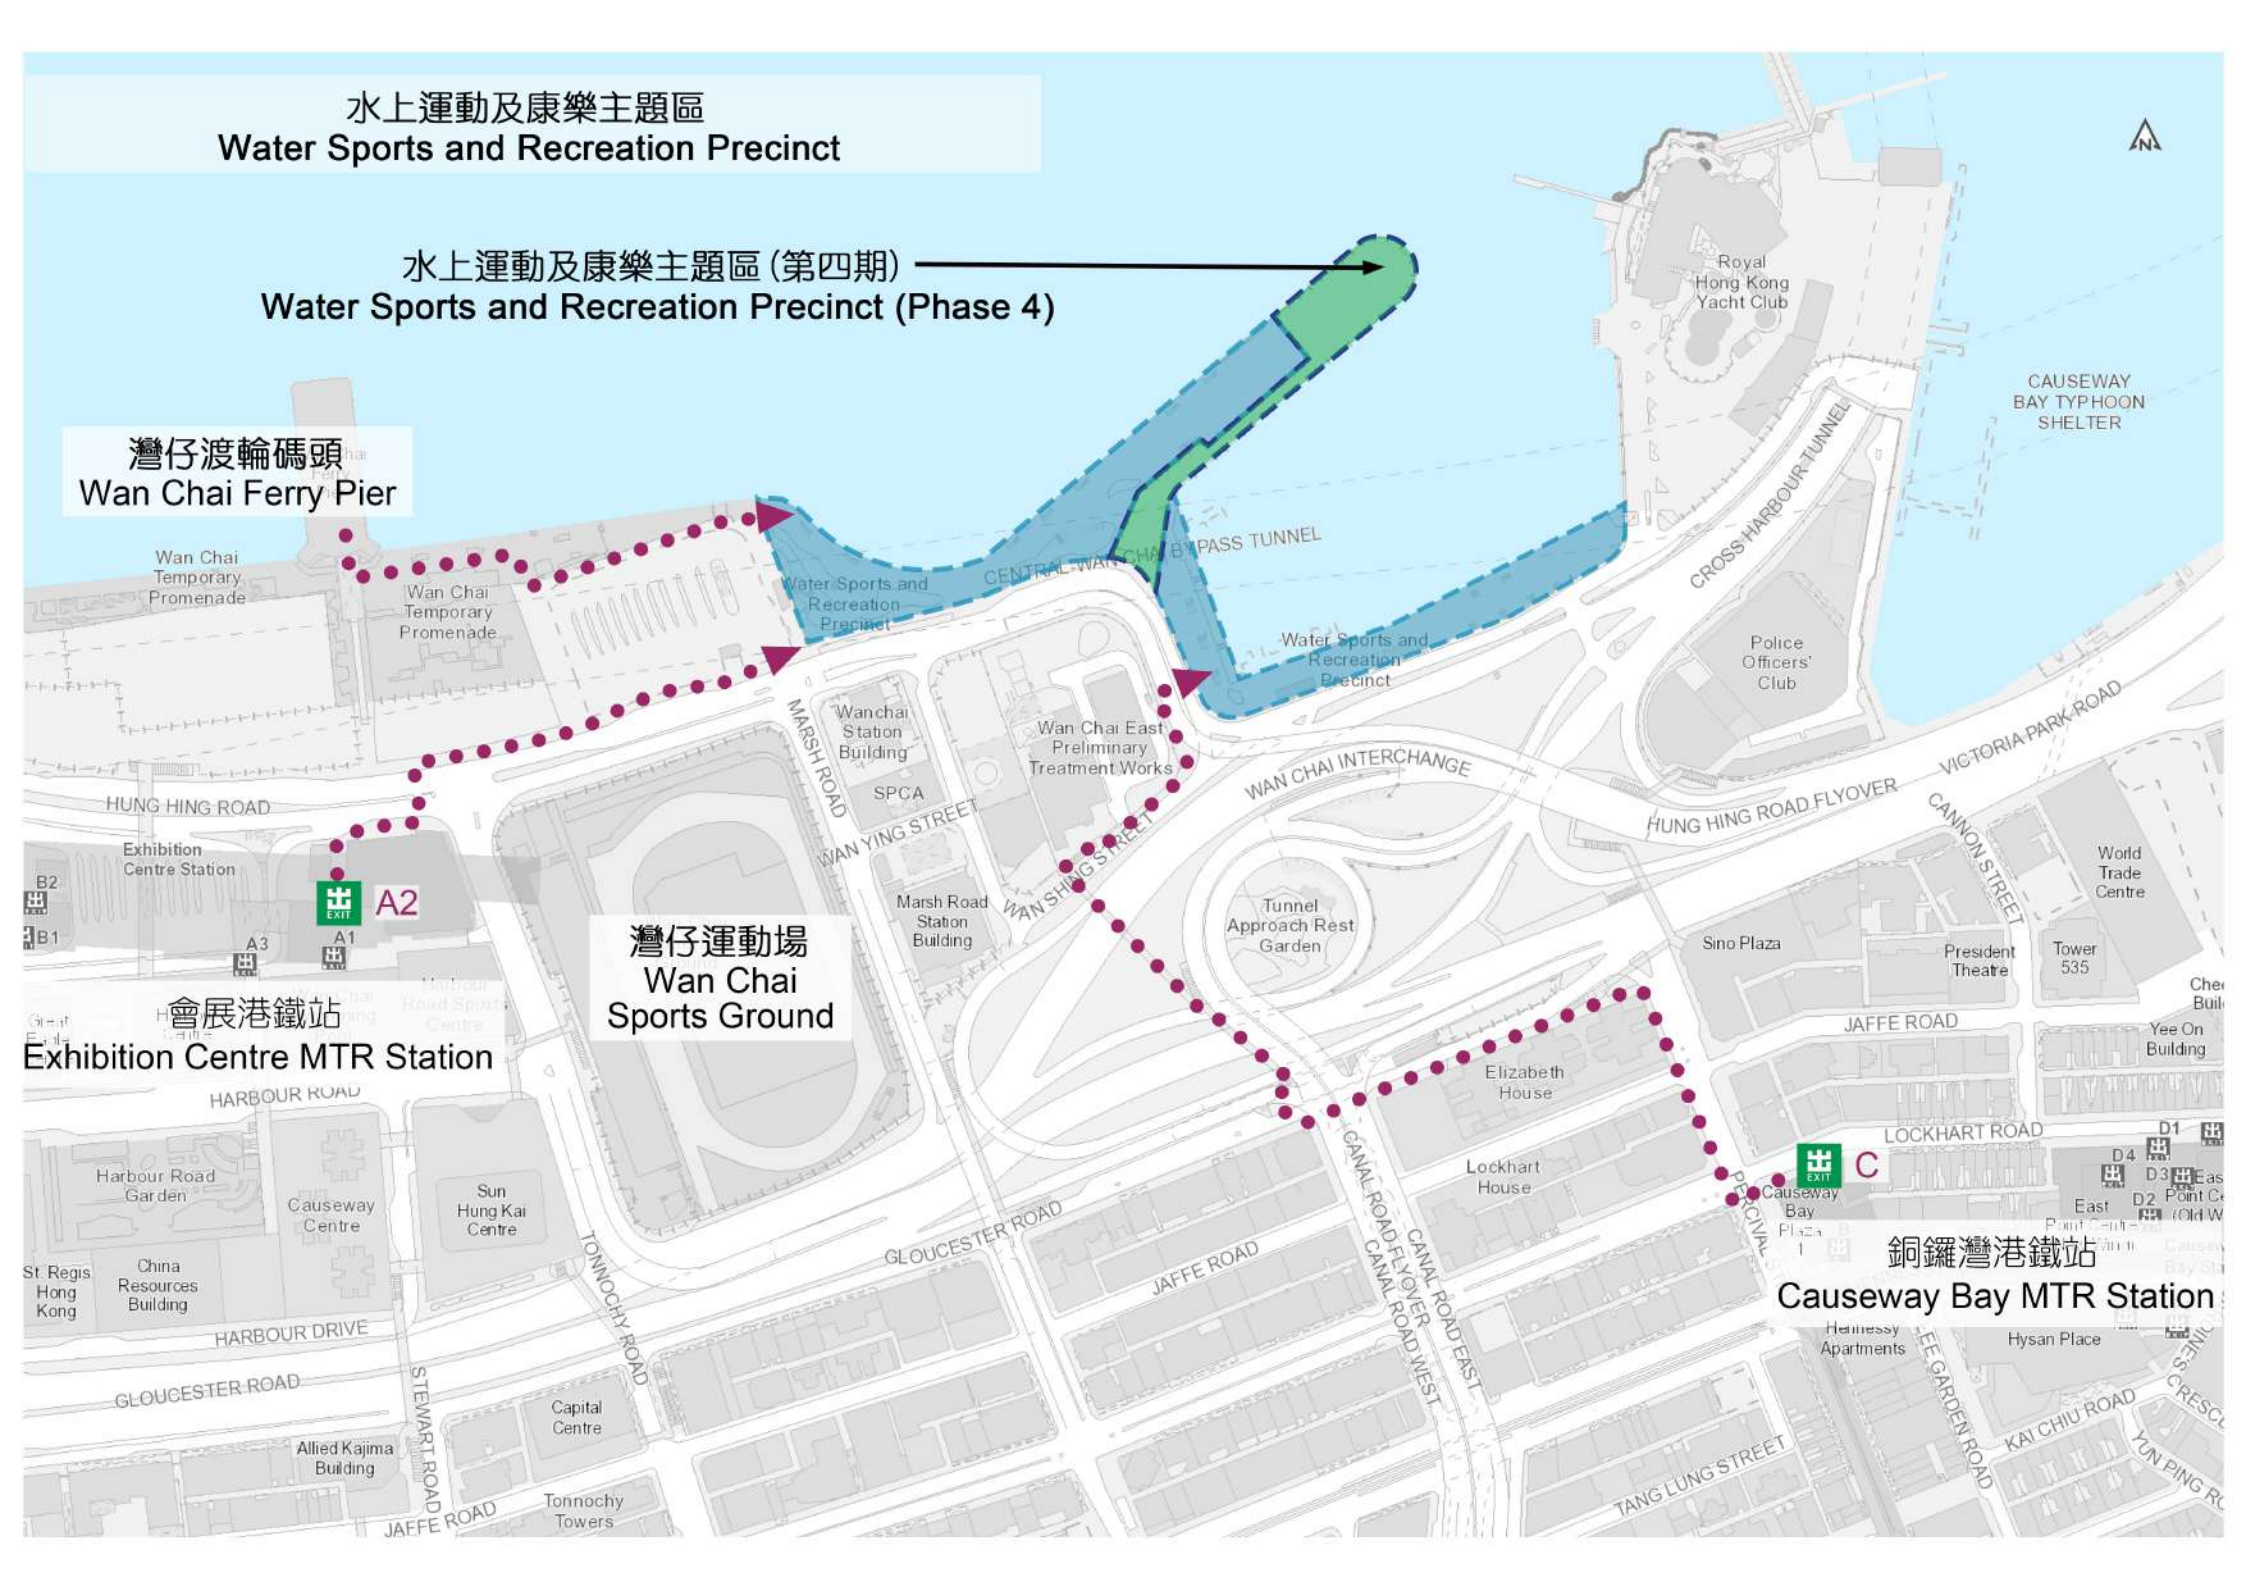 水上運動及康樂主題區
Water Sports and Recreation Precinct
N
水上運動及康樂主題區(第四期)
Water Sports and Recreation Precinct (Phase 4)
Royal
Hong Kong
Yacht Club
CAUSEWAY
BAY TYPHOON
SHELTER
灣仔渡輪碼頭
Wan Chai Ferry Pier
Wan Chai
Temporary
Promenade
Wan Chai
Temporary
Promenade
Water Sports and
Recreation
Precinct
CENTRAL-WAN CHAI BYPASS TUNNEL
CROSS HARBOUR TUNNEL
Water Sports and
Recreation
Precinct
Police
Officers'
Club
MARSH ROAD
Wanchai
Station
Building
SPCA
Wan Chai East
Preliminary
Treatment Works
WAN CHAI INTERCHANGE
VICTORIA PARK ROAD
HUNG HING ROAD
HUNG HING ROAD FLYOVER
CANNON STREET
WAN YING STREET
WAN SHING STREET
Exhibition
Centre Station
World
Trade
Centre
B2
B1
A3
A1
出
EXIT
A2
Marsh Road
Station
Building
Tunnel
Approach Rest
Garden
Sino Plaza
President
Theatre
Tower
535
灣仔運動場
Wan Chai
Sports Ground
會展港鐵站
Exhibition Centre MTR Station
JAFFE ROAD
Yee On
Building
Elizabeth
House
HARBOUR ROAD
LOCKHART ROAD
D1
D4
D3
D2
出
EXIT
C
Harbour Road
Garden
Causeway
Centre
Sun
Hung Kai
Centre
Lockhart
House
Causeway
Bay
Plaza
1
East
銅鑼灣港鐵站
Causeway Bay MTR Station
CANAL ROAD FLYOVER
CANAL ROAD EAST
CANAL ROAD WEST
GLOUCESTER ROAD
JAFFE ROAD
TONNOCHY ROAD
St. Regis
Hong
Kong
China
Resources
Building
HARBOUR DRIVE
Hennessy
Apartments
Hysan Place
GLOUCESTER ROAD
STEWART ROAD
Capital
Centre
Allied Kajima
Building
JAFFE ROAD
Tonnochy
Towers
TANG LUNG STREET
LEE GARDEN ROAD
KAI CHIU ROAD